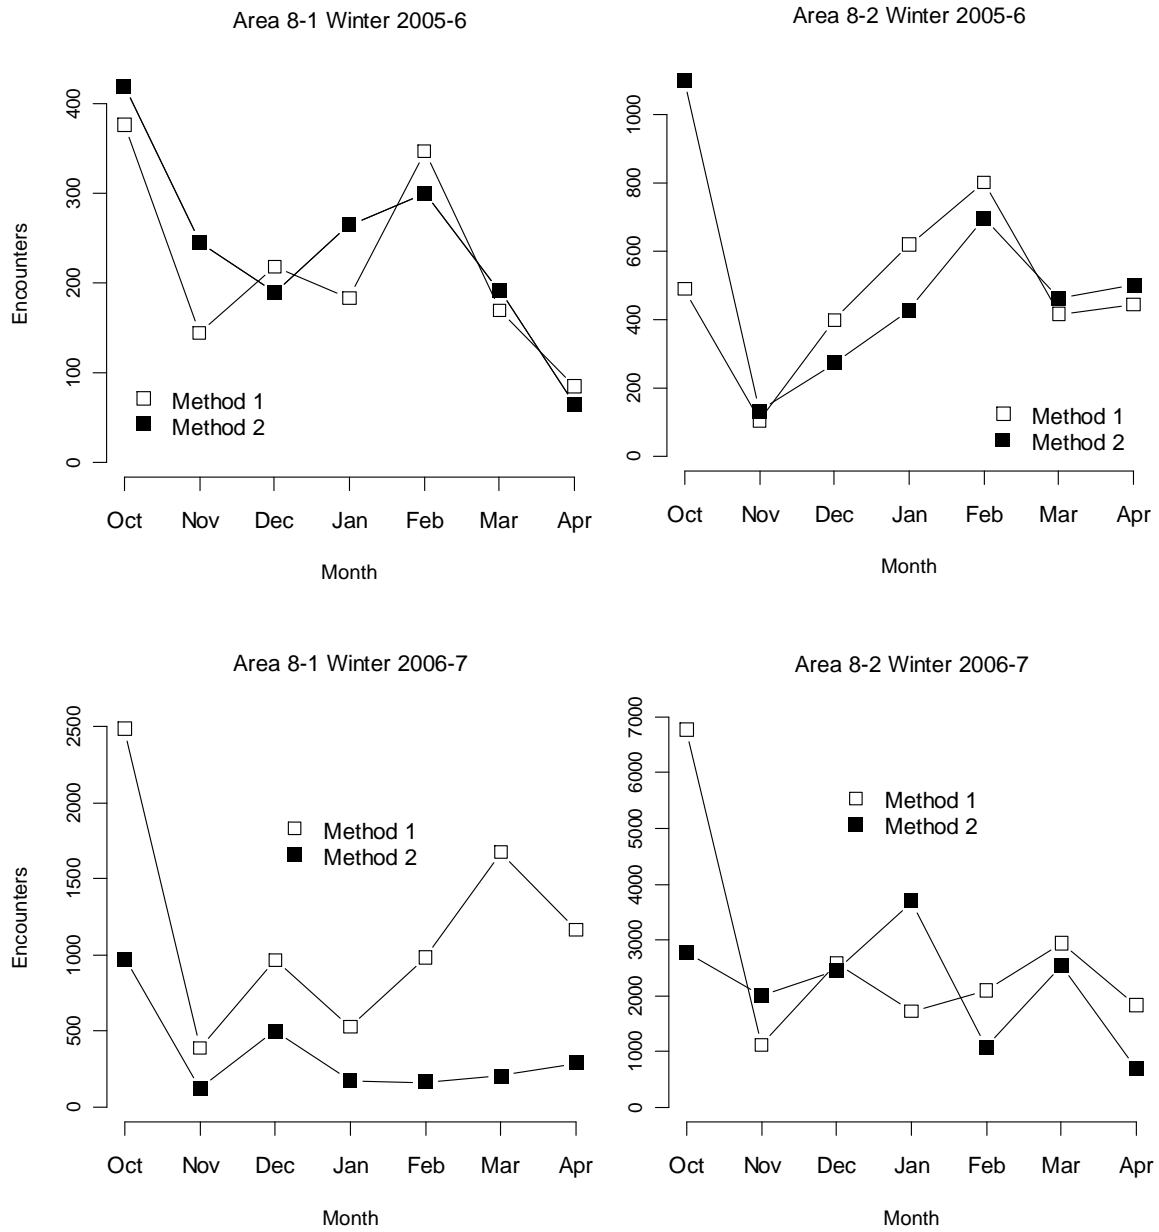 Area 8-1 Winter 2005-6
Encounters
400
300
200
100
0
Method 1
Method 2
Oct Nov Dec Jan Feb Mar Apr
Month
Area 8-2 Winter 2005-6
1000
800
600
400
200
0
Method 1
Method 2
Oct Nov Dec Jan Feb Mar Apr
Month
Area 8-1 Winter 2006-7
Encounters
2500
2000
1500
1000
500
0
Method 1
Method 2
Oct Nov Dec Jan Feb Mar Apr
Month
Area 8-2 Winter 2006-7
7000
6000
5000
4000
3000
2000
1000
0
Method 1
Method 2
Oct Nov Dec Jan Feb Mar Apr
Month